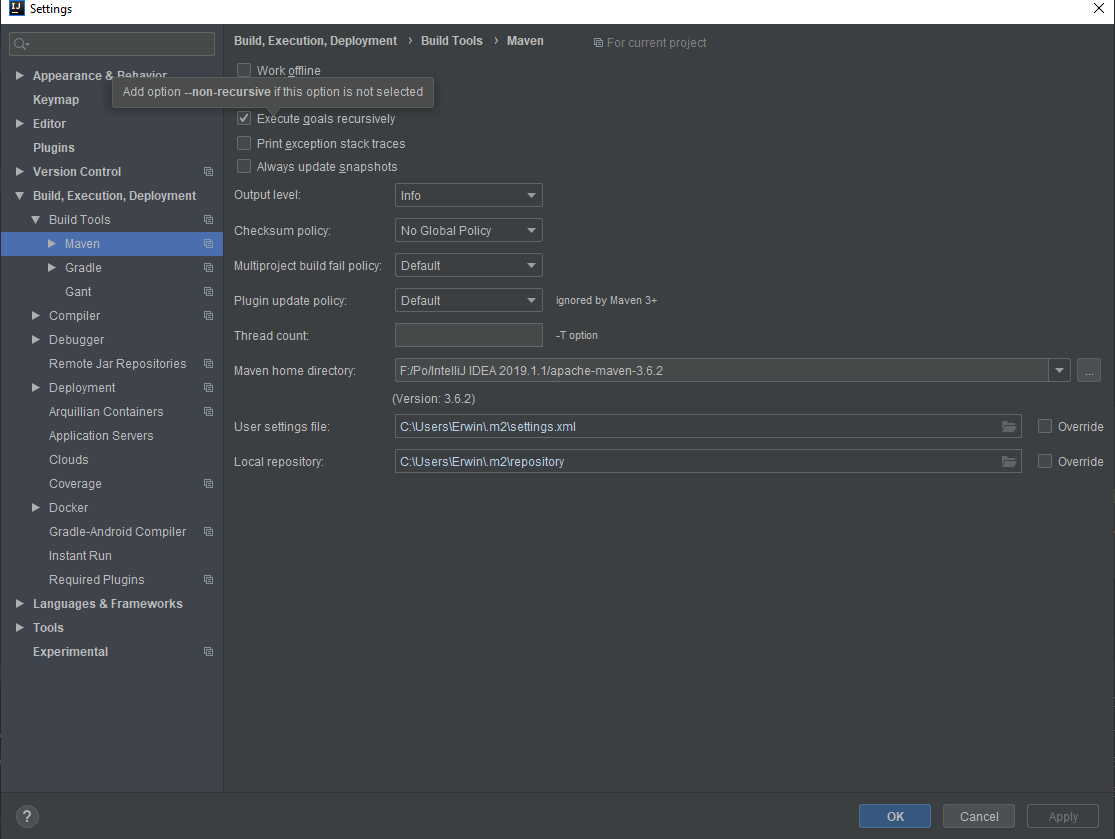 Settings
Build, Execution, Deployment › Build Tools › Maven For current project
Work offline
Add option --non-recursive if this option is not selected
Execute goals recursively
Print exception stack traces
Always update snapshots
Output level: Info
Checksum policy: No Global Policy
Multiproject build fail policy: Default
Plugin update policy: Default ignored by Maven 3+
Thread count: -T option
Maven home directory: F:/Po/IntelliJ IDEA 2019.1.1/apache-maven-3.6.2 ...
(Version: 3.6.2)
User settings file: C:\Users\Erwin\.m2\settings.xml Override
Local repository: C:\Users\Erwin\.m2\repository Override
Appearance & Behavior
Keymap
Editor
Plugins
Version Control
Build, Execution, Deployment
Build Tools
Maven
Gradle
Gant
Compiler
Debugger
Remote Jar Repositories
Deployment
Arquillian Containers
Application Servers
Clouds
Coverage
Docker
Gradle-Android Compiler
Instant Run
Required Plugins
Languages & Frameworks
Tools
Experimental
? OK Cancel Apply